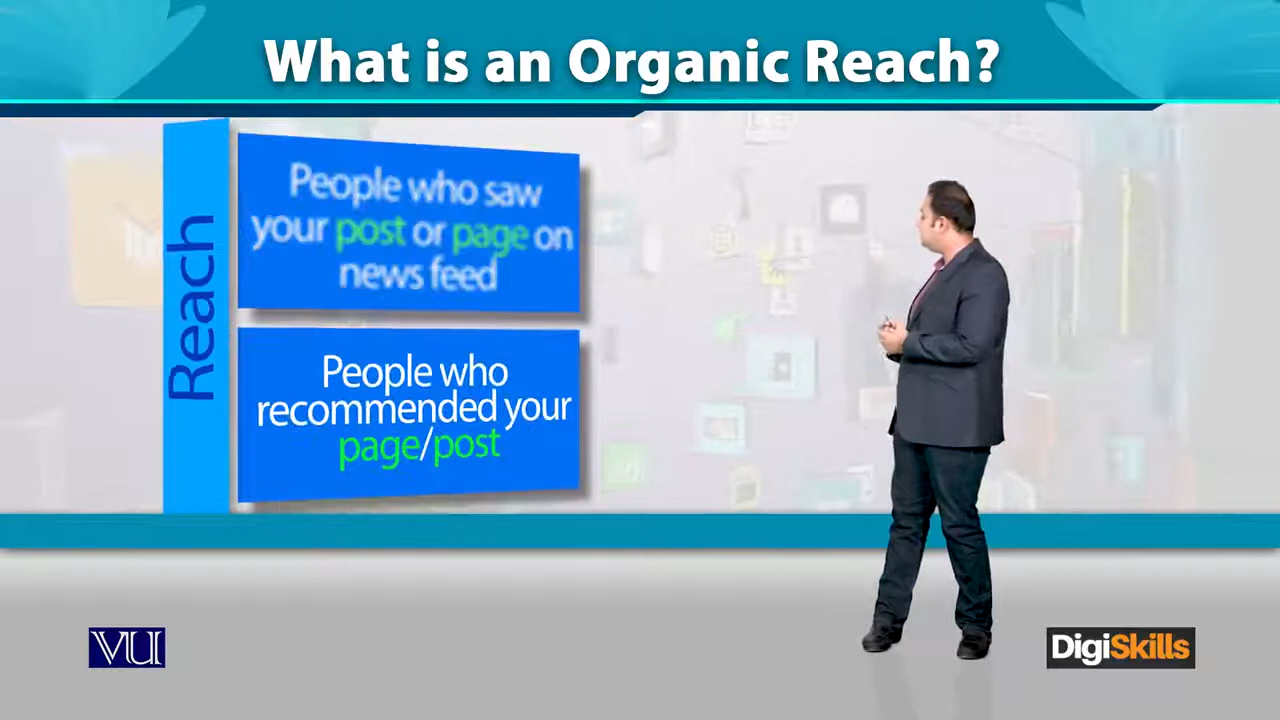 What is an Organic Reach?
Reach
People who saw
your post or page on
news feed
People who
recommended your
page/post
VU
DigiSkills